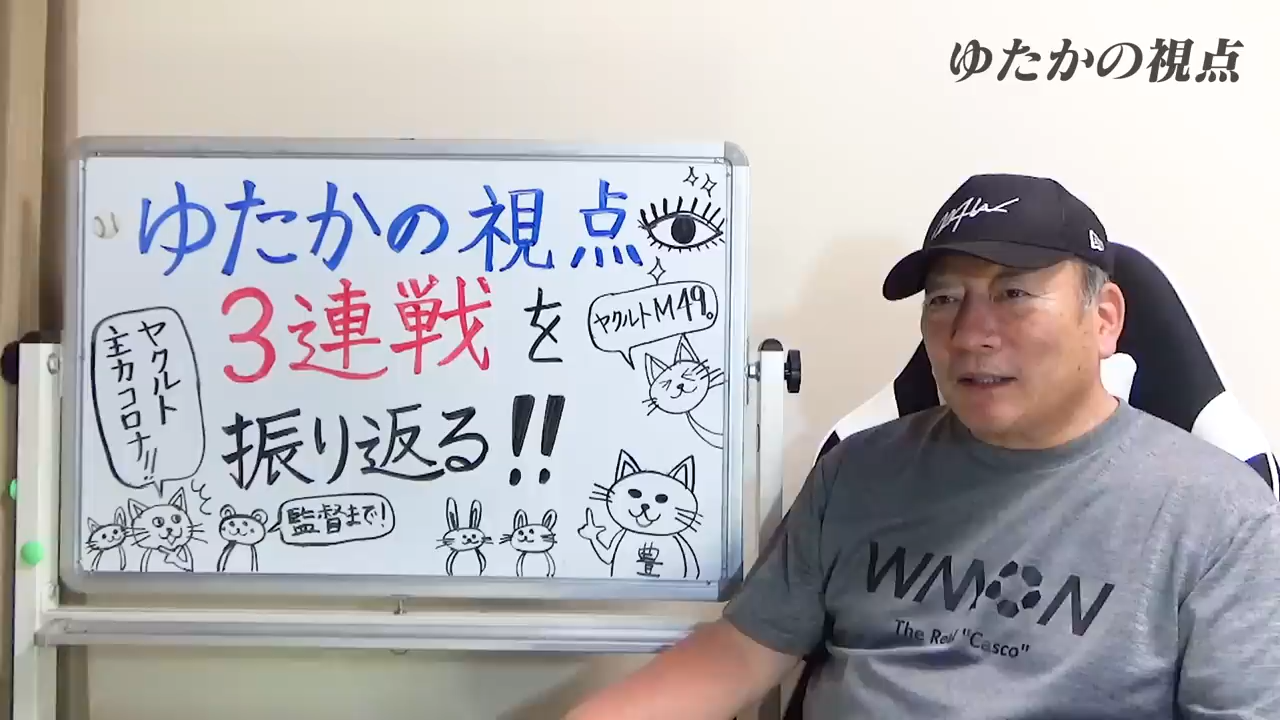 ゆたかの視点
ゆたかの視点
3連戦を
振り返る!!
ヤクルトM49。
ヤクルト
主力コロナ!!
監督まで!
豊
WMON
The Real "Casco"